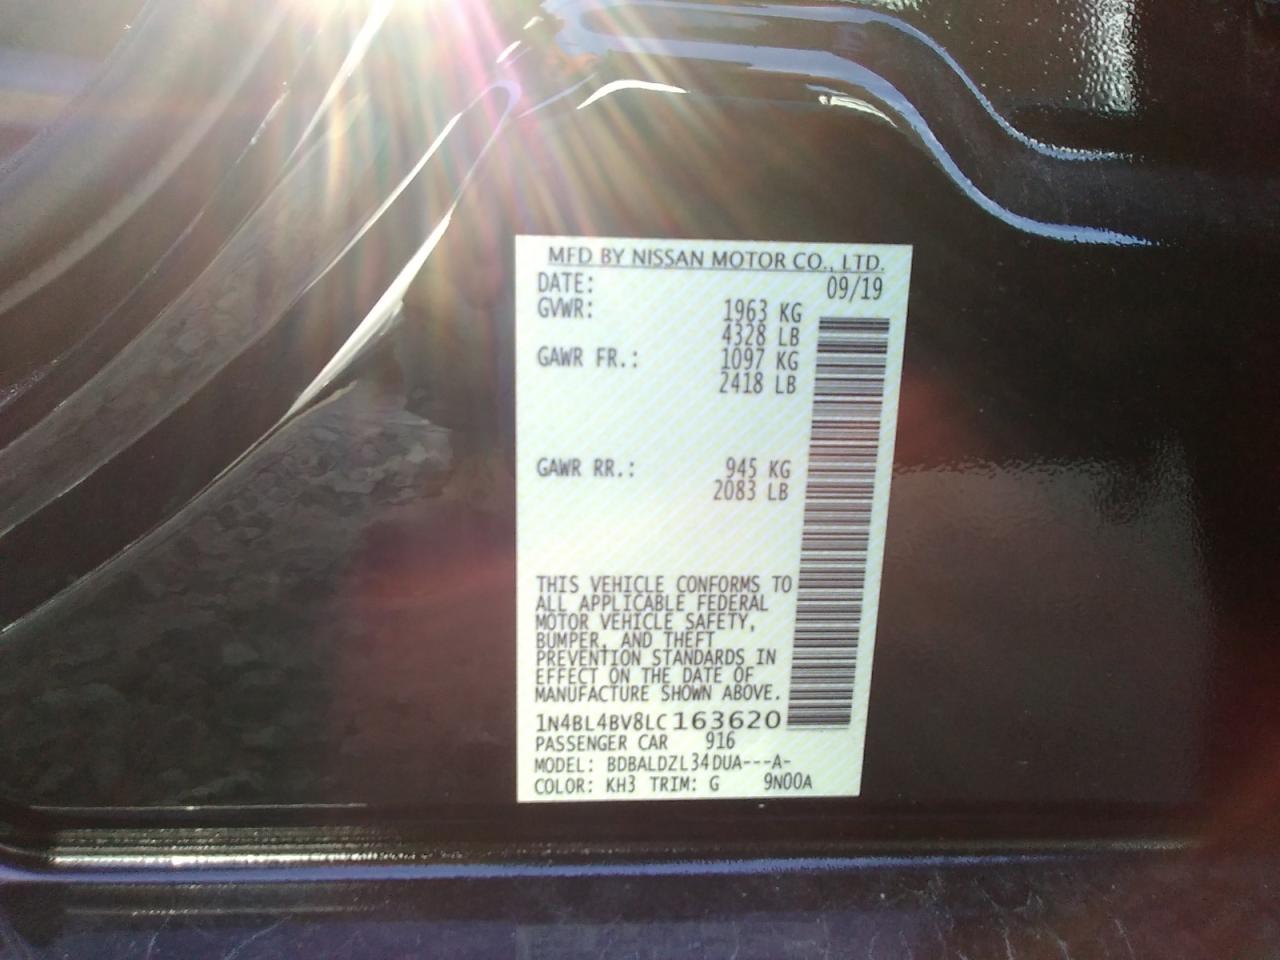 MFD BY NISSAN MOTOR CO., LTD.
DATE: 09/19
GVWR: 1963 KG
4328 LB
GAWR FR.: 1097 KG
2418 LB
GAWR RR.: 945 KG
2083 LB
THIS VEHICLE CONFORMS TO
ALL APPLICABLE FEDERAL
MOTOR VEHICLE SAFETY,
BUMPER, AND THEFT
PREVENTION STANDARDS IN
EFFECT ON THE DATE OF
MANUFACTURE SHOWN ABOVE.
1N4BL4BV8LC163620
PASSENGER CAR 916
MODEL: BDBALDZL34DUA---A-
COLOR: KH3 TRIM: G 9N00A